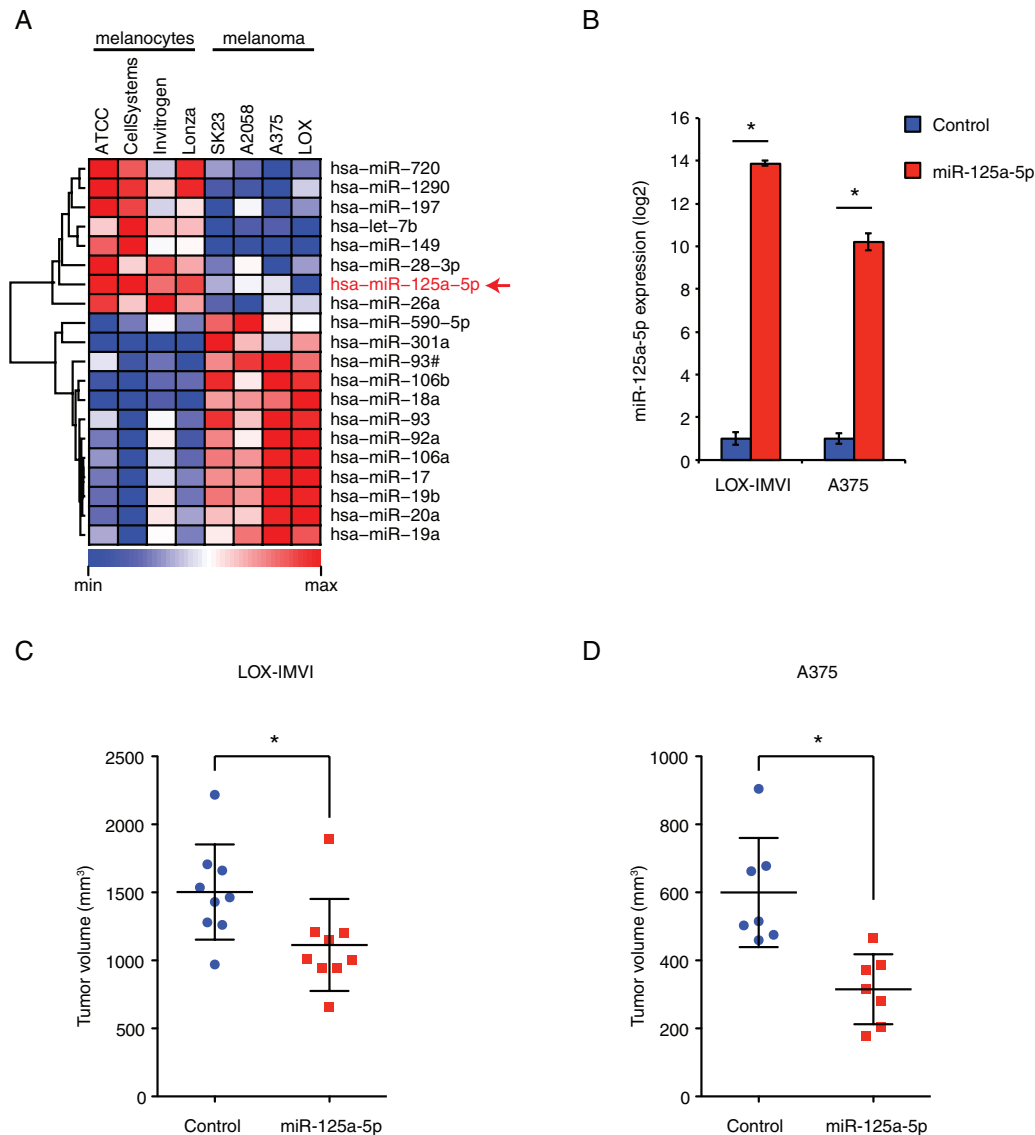 A
melanocytes
melanoma
ATCC
CellSystems
Invitrogen
Lonza
SK23
A2058
A375
LOX
hsa−miR−720
hsa−miR−1290
hsa−miR−197
hsa−let−7b
hsa−miR−149
hsa−miR−28−3p
hsa−miR−125a−5p
hsa−miR−26a
hsa−miR−590−5p
hsa−miR−301a
hsa−miR−93#
hsa−miR−106b
hsa−miR−18a
hsa−miR−93
hsa−miR−92a
hsa−miR−106a
hsa−miR−17
hsa−miR−19b
hsa−miR−20a
hsa−miR−19a
min
max
B
miR-125a-5p expression (log2)
16
14
12
10
8
6
4
2
0
*
*
LOX-IMVI
A375
Control
miR-125a-5p
C
LOX-IMVI
Tumor volume (mm³)
2500
2000
1500
1000
500
0
*
Control
miR-125a-5p
D
A375
Tumor volume (mm³)
1000
800
600
400
200
0
*
Control
miR-125a-5p